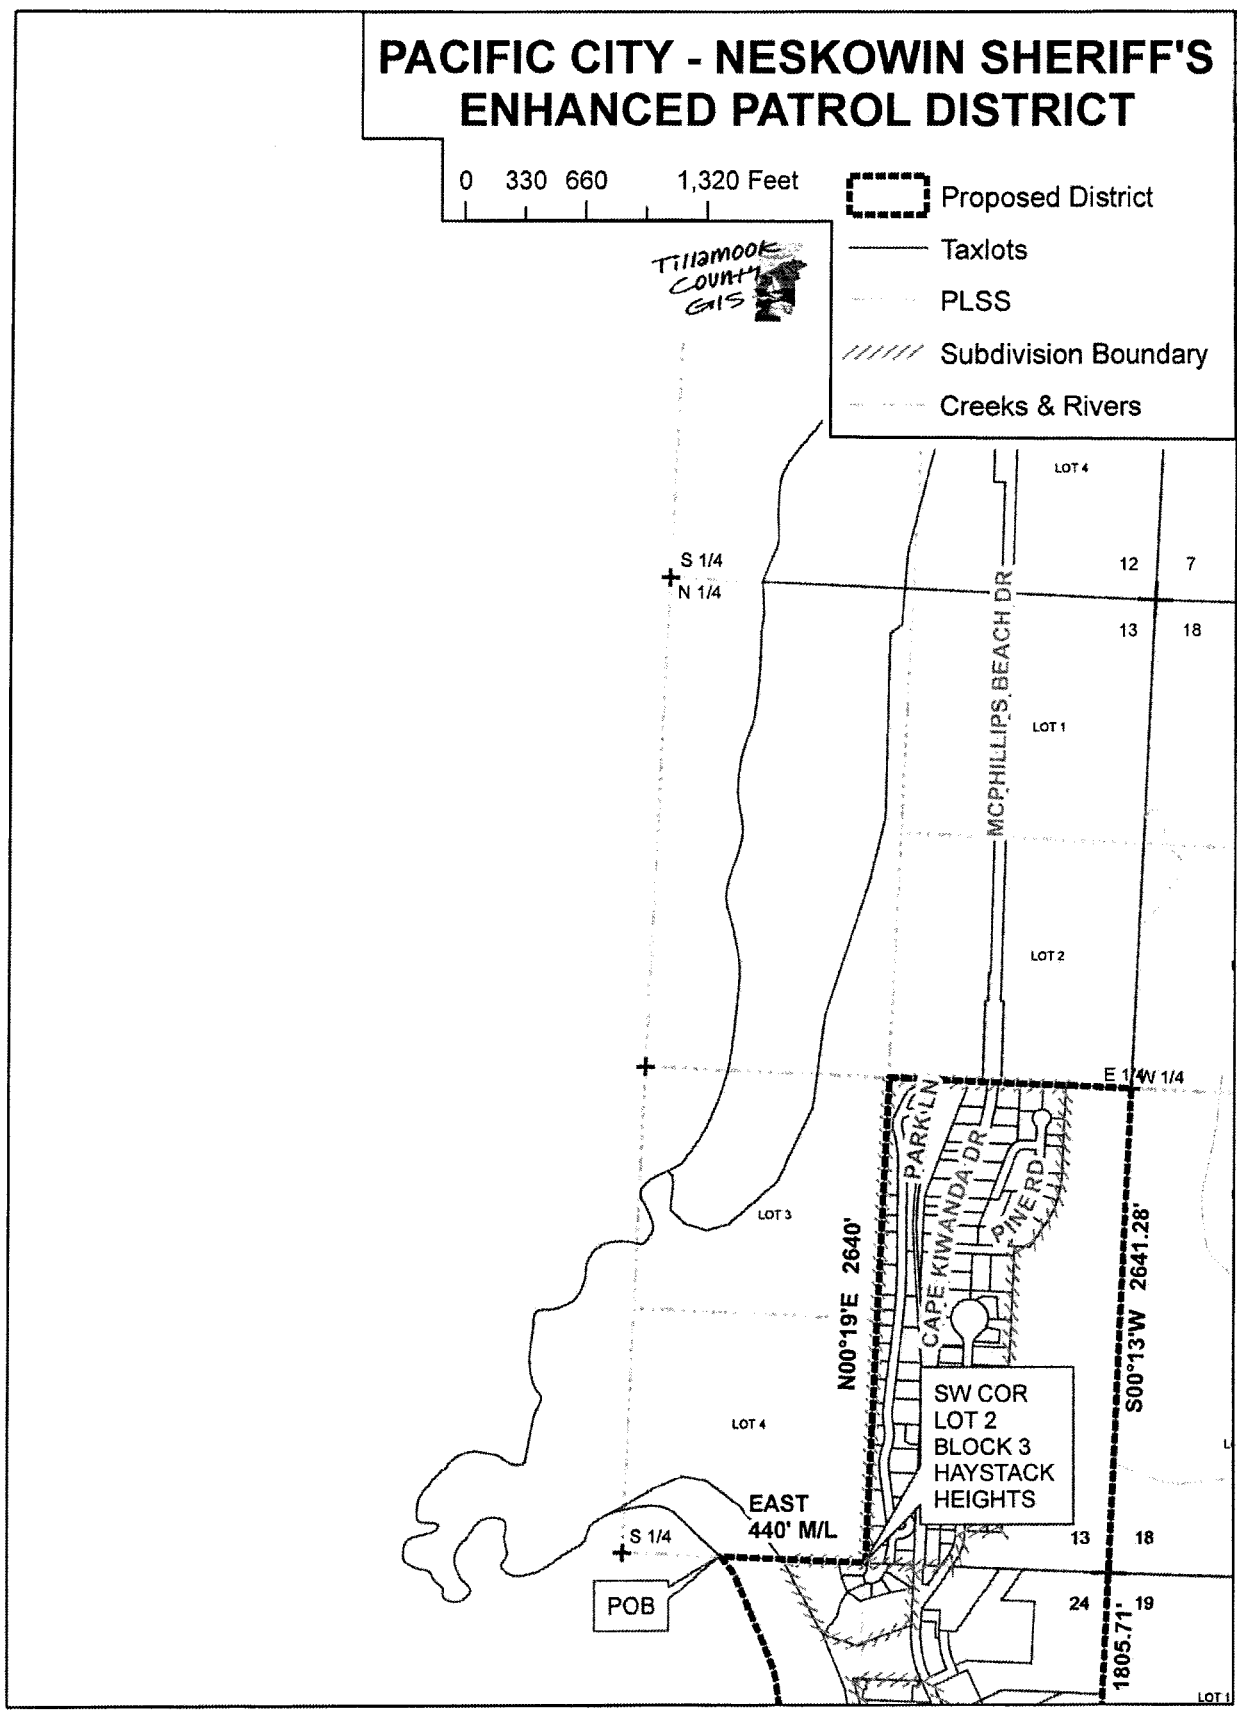 PACIFIC CITY - NESKOWIN SHERIFF'S
ENHANCED PATROL DISTRICT
0 330 660 1,320 Feet
Proposed District
Taxlots
PLSS
Subdivision Boundary
Creeks & Rivers
Tillamook
County
GIS
LOT 4
S 1/4
N 1/4
12 7
13 18
MCPHILLIPS BEACH DR
LOT 1
LOT 2
E 1/4
W 1/4
PARK LN
CAPE KIWANDA DR
PINE RD
LOT 3
N00°19'E 2640'
S00°13'W 2641.28'
SW COR
LOT 2
BLOCK 3
HAYSTACK
HEIGHTS
LOT 4
EAST
440' M/L
S 1/4
POB
13 18
24 19
1805.71'
LOT 1